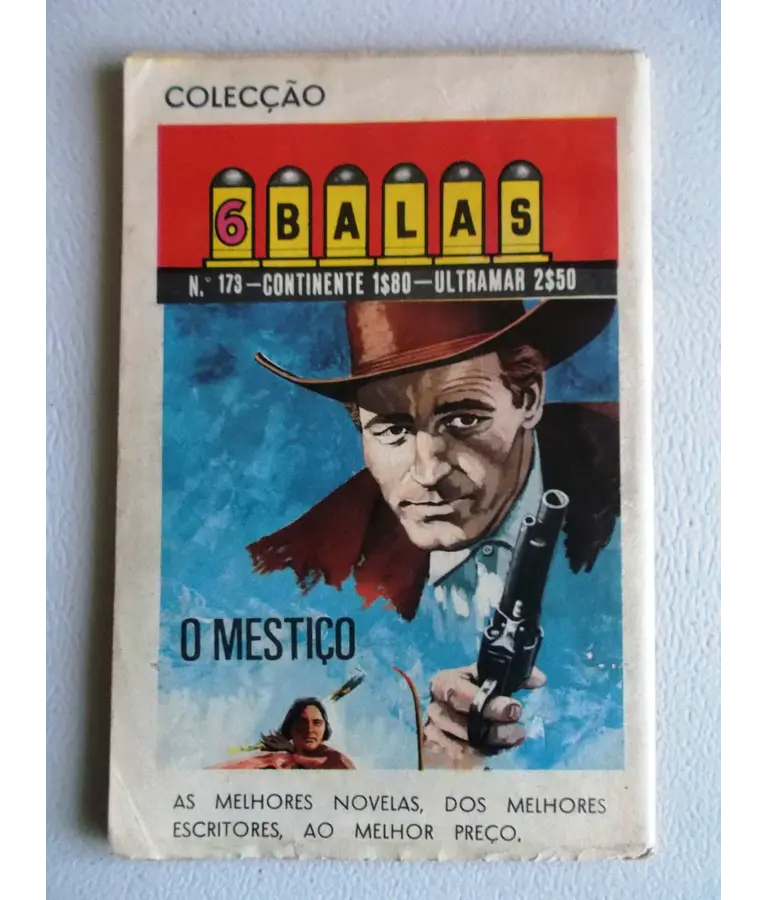 COLECÇÃO
6 BALAS
N.º 173 — CONTINENTE 1$80 — ULTRAMAR 2$50
O MESTIÇO
AS MELHORES NOVELAS, DOS MELHORES
ESCRITORES, AO MELHOR PREÇO.